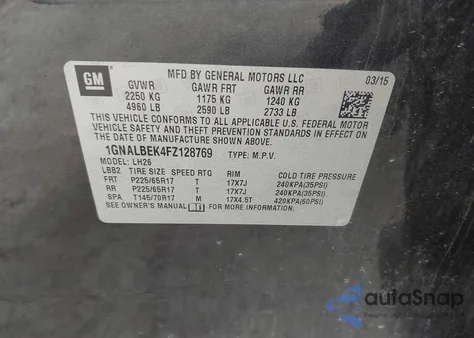 GM
MFD BY GENERAL MOTORS LLC 03/15
GVWR GAWR FRT GAWR RR
2250 KG 1175 KG 1240 KG
4960 LB 2590 LB 2733 LB
THIS VEHICLE CONFORMS TO ALL APPLICABLE U.S. FEDERAL MOTOR
VEHICLE SAFETY, AND THEFT PREVENTION STANDARDS IN EFFECT
ON THE DATE OF MANUFACTURE SHOWN ABOVE.
1GNALBEK4FZ128769 TYPE: M.P.V.
MODEL: LH26
LBB2 TIRE SIZE SPEED RTG RIM COLD TIRE PRESSURE
FRT P225/65R17 T 17X7J 240KPA(35PSI)
RR P225/65R17 T 17X7J 240KPA(35PSI)
SPA T145/70R17 M 17X4.5T 420KPA(60PSI)
SEE OWNER'S MANUAL FOR ADDITIONAL INFORMATION.
autoSnap